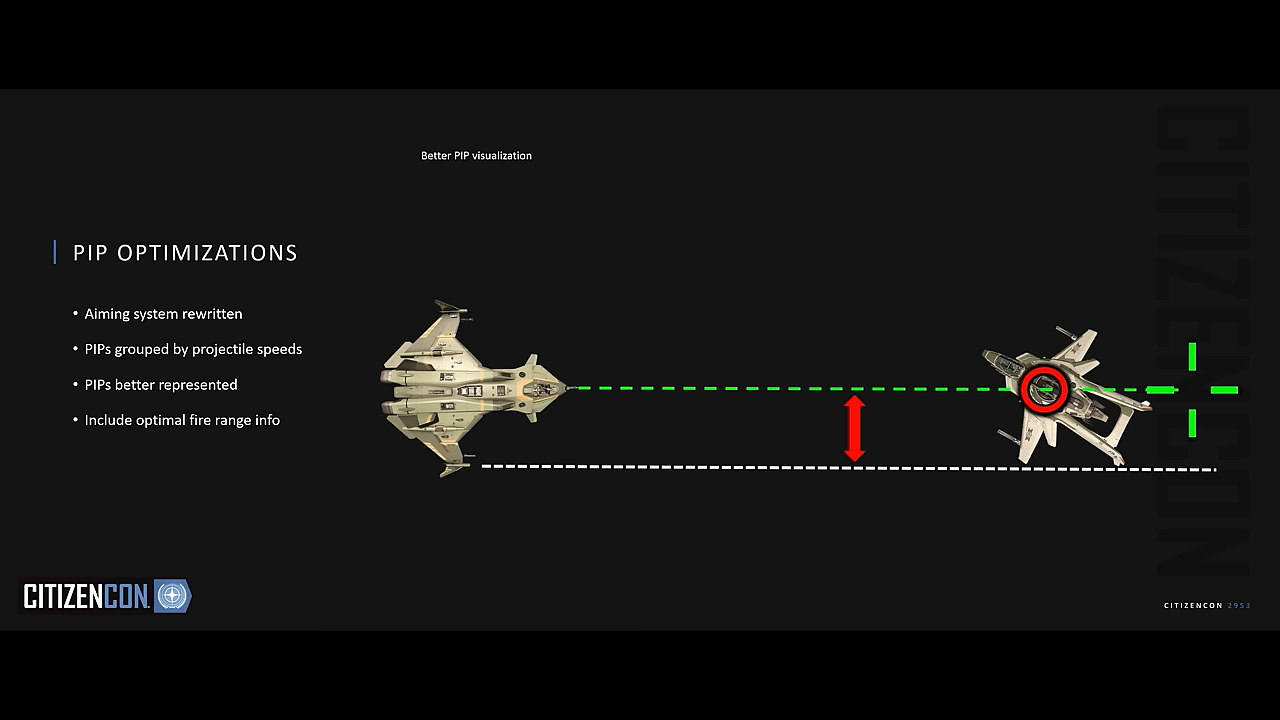 Better PIP visualization
PIP OPTIMIZATIONS
• Aiming system rewritten
• PIPs grouped by projectile speeds
• PIPs better represented
• Include optimal fire range info
CITIZENCON
CITIZENCON.
CITIZENCON 2953